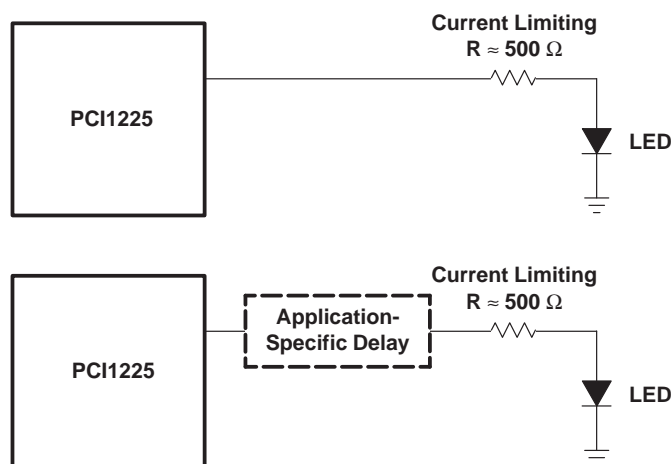 Current Limiting
R ≈ 500 Ω
PCI1225
LED
Current Limiting
R ≈ 500 Ω
Application-
Specific Delay
PCI1225
LED